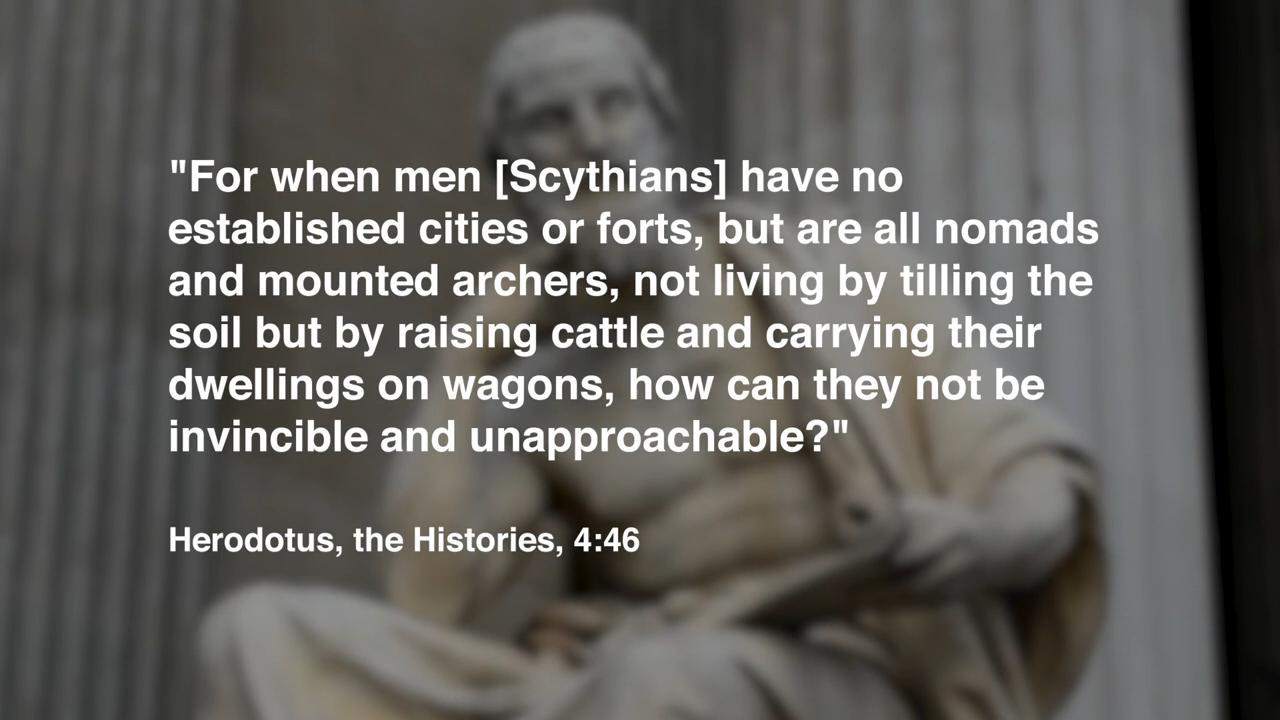 "For when men [Scythians] have no
established cities or forts, but are all nomads
and mounted archers, not living by tilling the
soil but by raising cattle and carrying their
dwellings on wagons, how can they not be
invincible and unapproachable?"
Herodotus, the Histories, 4:46